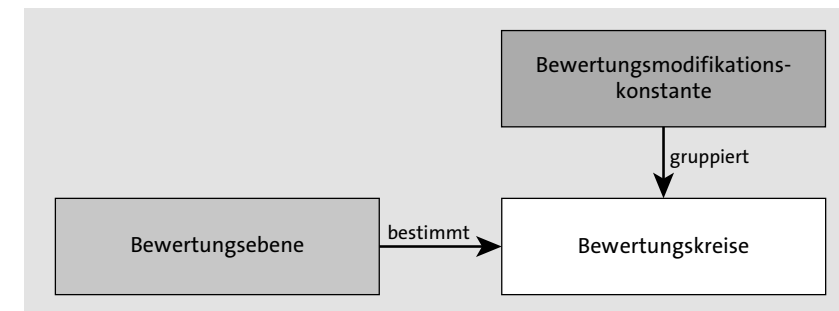 Bewertungsmodifikations-
konstante
gruppiert
Bewertungsebene
bestimmt
Bewertungskreise